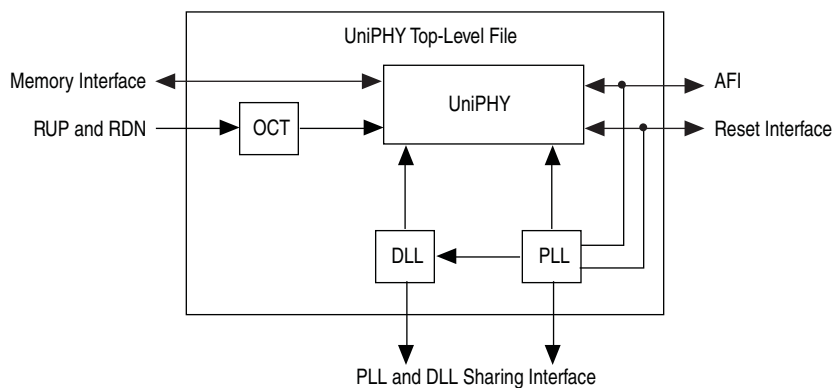 UniPHY Top-Level File
Memory Interface
UniPHY
AFI
RUP and RDN
OCT
Reset Interface
DLL
PLL
PLL and DLL Sharing Interface